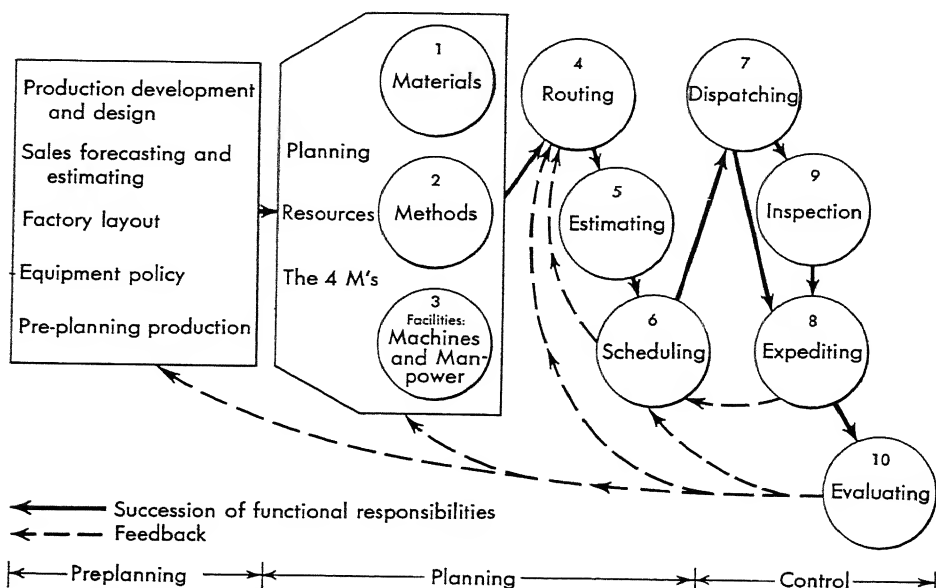 Production development
and design
Sales forecasting and
estimating
Factory layout
Equipment policy
Pre-planning production
Planning
Resources
The 4 M's
1
Materials
2
Methods
3
Facilities:
Machines
and Man-
power
4
Routing
5
Estimating
6
Scheduling
7
Dispatching
9
Inspection
8
Expediting
10
Evaluating
Succession of functional responsibilities
Feedback
Preplanning
Planning
Control